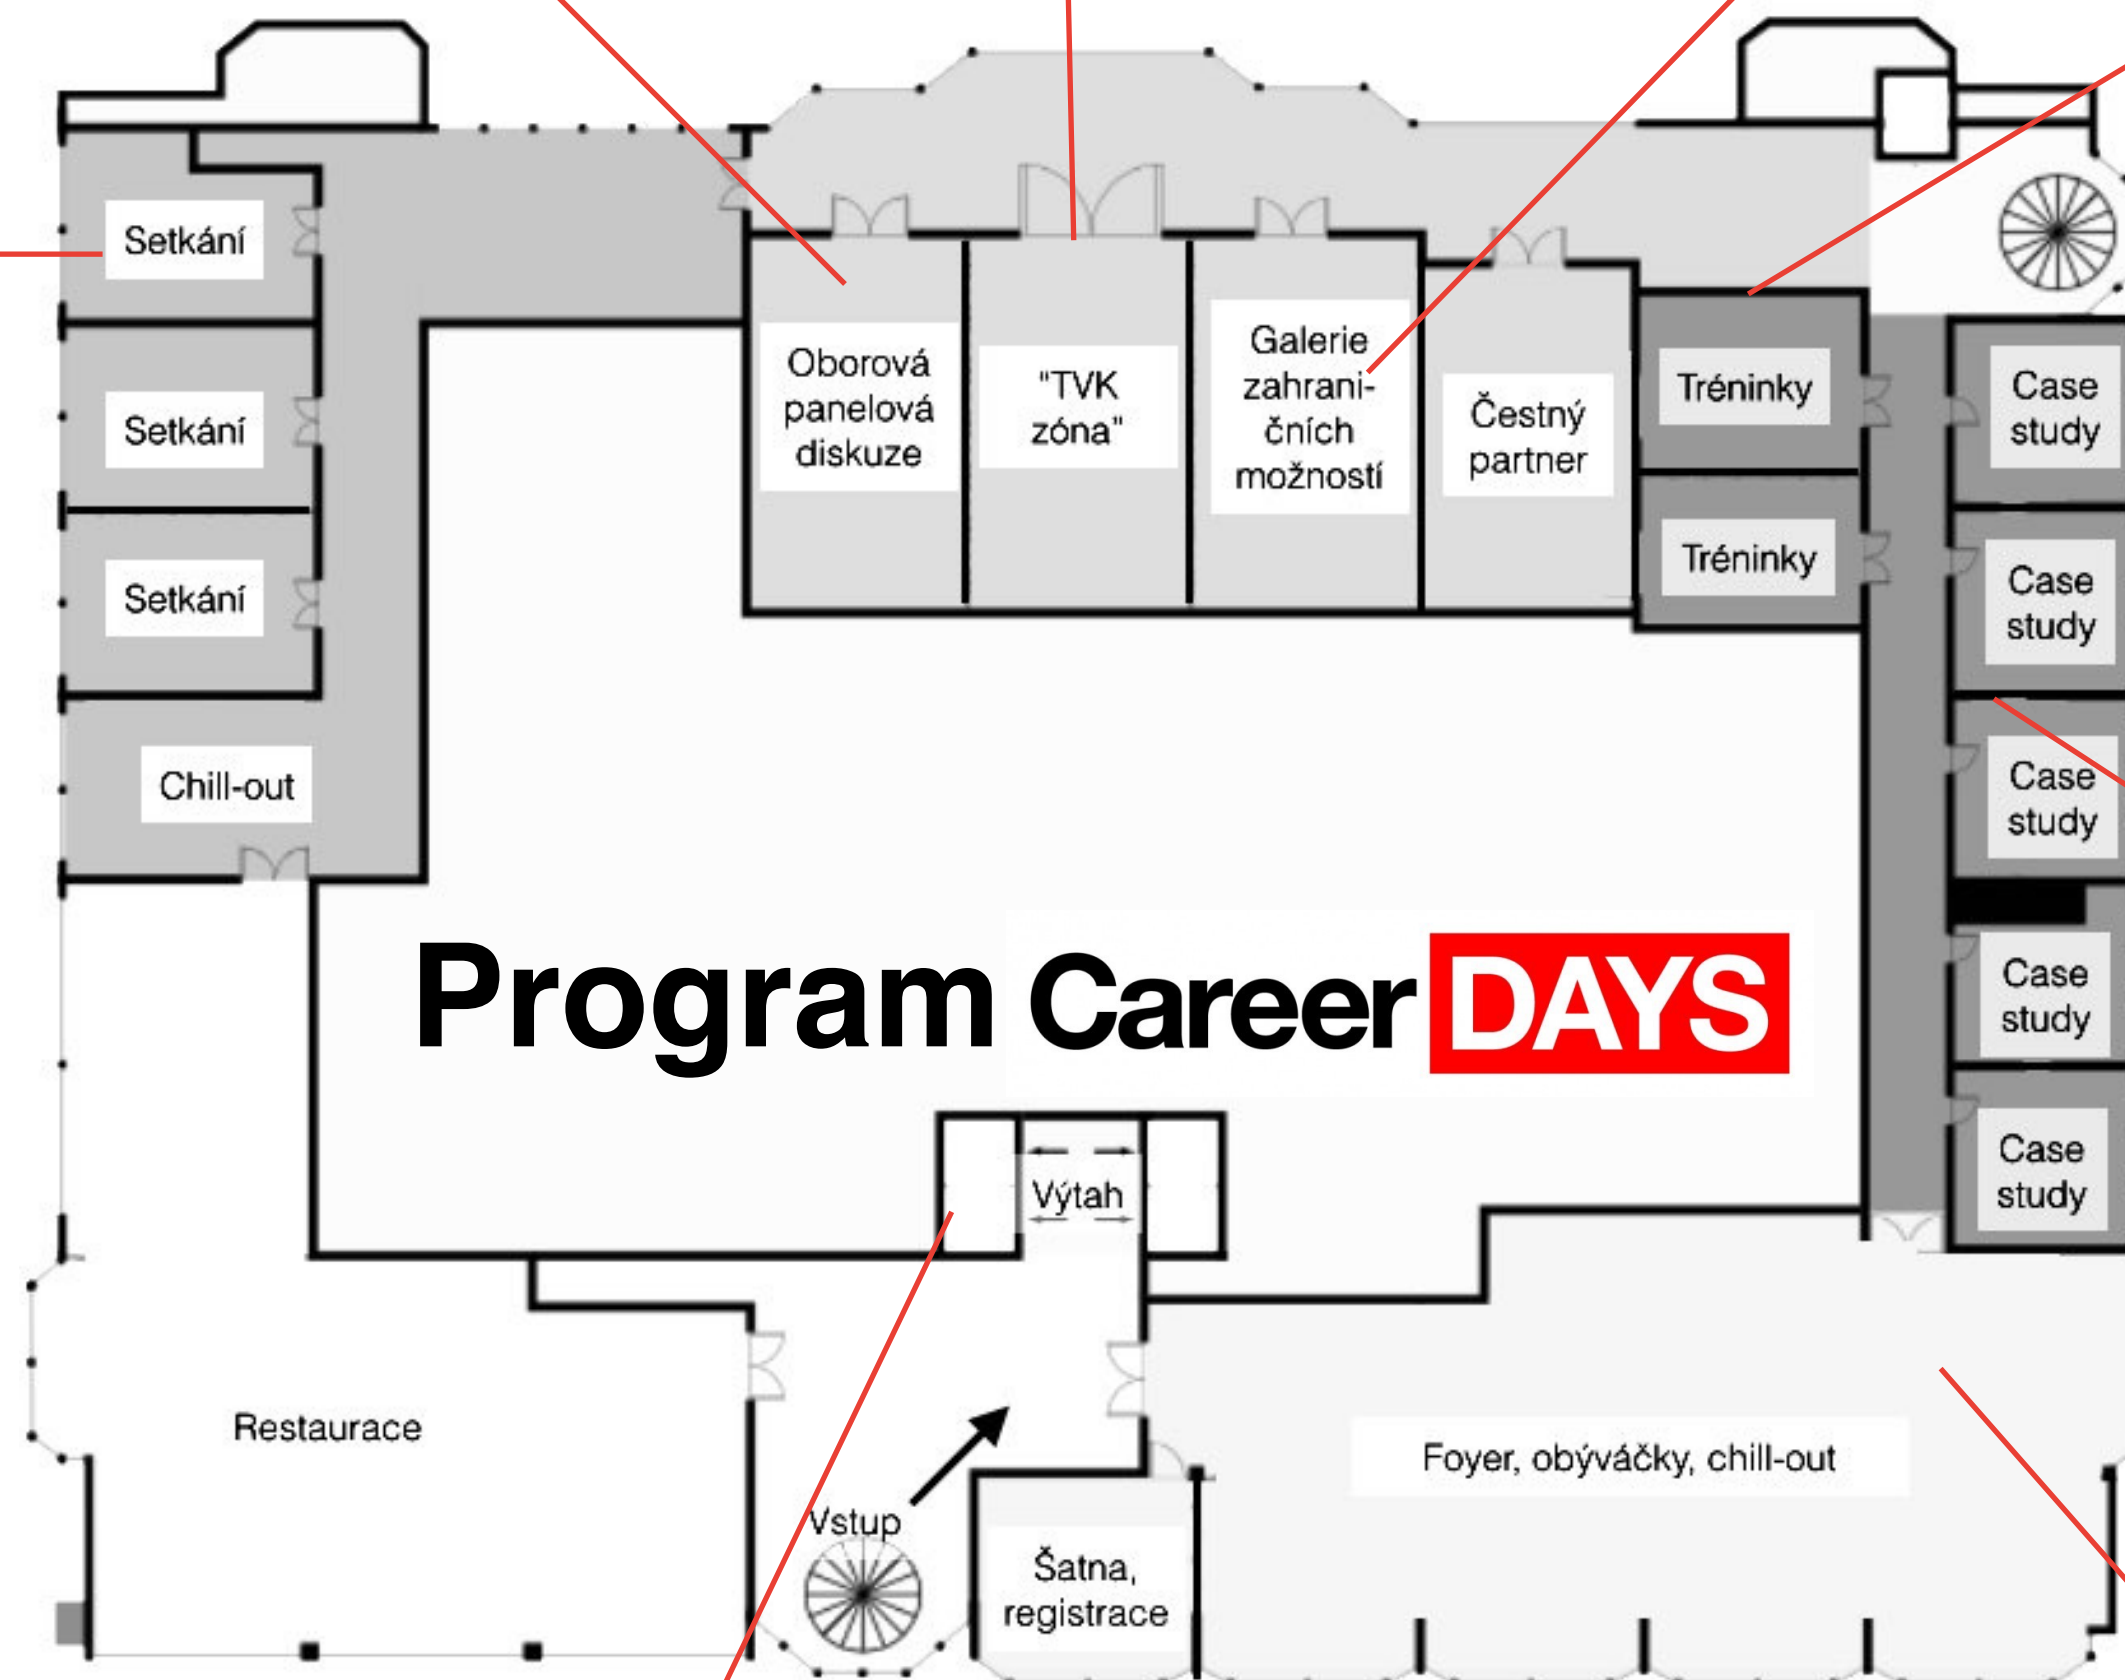 Setkání
Setkání
Setkání
Chill-out
Oborová
panelová
diskuze
"TVK
zóna"
Galerie
zahrani-
čních
možností
Čestný
partner
Tréninky
Tréninky
Case
study
Case
study
Case
study
Case
study
Case
study
Program Career DAYS
Výtah
Restaurace
Vstup
Šatna,
registrace
Foyer, obýváčky, chill-out